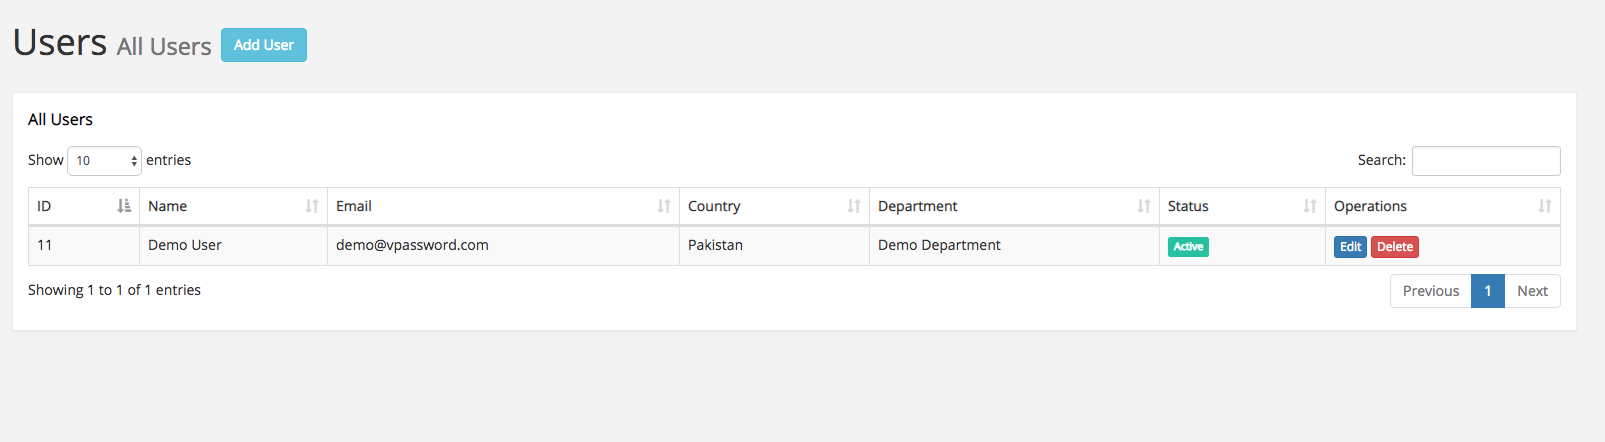 Users All Users Add User
All Users
Show 10 entries Search:
ID Name Email Country Department Status Operations
11 Demo User demo@vpassword.com Pakistan Demo Department Active Edit Delete
Showing 1 to 1 of 1 entries Previous 1 Next